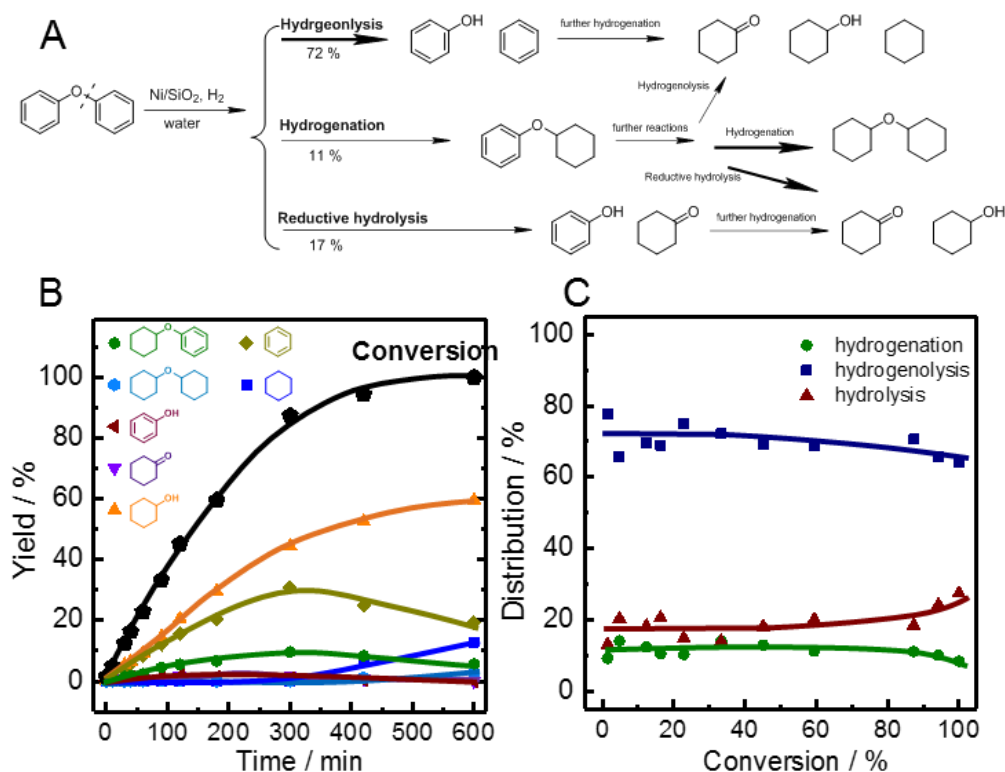 A
Hydrgeonlysis
72 %
OH
further hydrogenation
O
OH
O
Ni/SiO2, H2
water
Hydrogenolysis
Hydrogenation
11 %
O
further reactions
Hydrogenation
O
Reductive hydrolysis
Reductive hydrolysis
17 %
OH
O
further hydrogenation
O
OH
B
Conversion
O
O
OH
O
OH
Yield / %
100
80
60
40
20
0
0 100 200 300 400 500 600
Time / min
C
hydrogenation
hydrogenolysis
hydrolysis
Distribution / %
100
80
60
40
20
0
0 20 40 60 80 100
Conversion / %